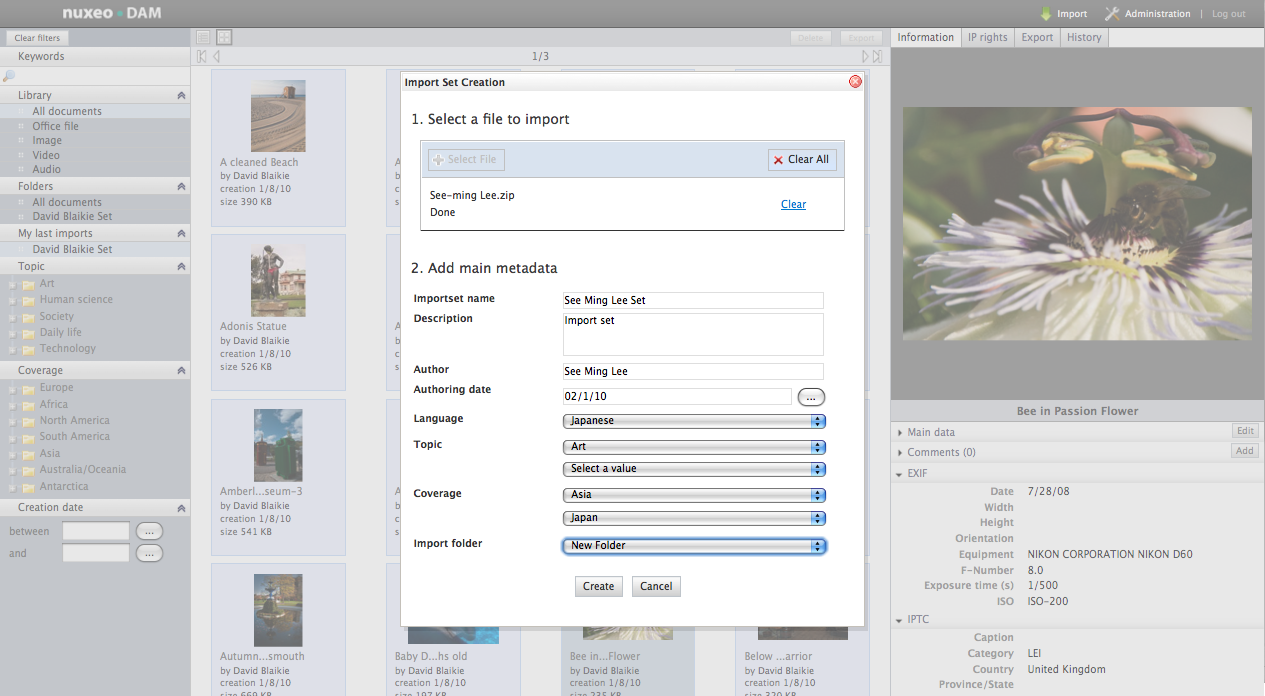 nuxeo DAM
Import
Administration | Log out
Clear filters
Keywords
Library
All documents
Office file
Image
Video
Audio
Folders
All documents
David Blaikie Set
My last imports
David Blaikie Set
Topic
Art
Human science
Society
Daily life
Technology
Coverage
Europe
Africa
North America
South America
Asia
Australia/Oceania
Antarctica
Creation date
between ...
and ...
Delete Export
1/3
A cleaned Beach
by David Blaikie
creation 1/8/10
size 390 KB
Adonis Statue
by David Blaikie
creation 1/8/10
size 526 KB
Amberl...seum-3
by David Blaikie
creation 1/8/10
size 541 KB
Autumn...smouth
by David Blaikie
creation 1/8/10
size 669 KB
Baby D...hs old
by David Blaikie
creation 1/8/10
size 197 KB
Bee in...Flower
by David Blaikie
creation 1/8/10
size 235 KB
Below ...arrior
by David Blaikie
creation 1/8/10
size 320 KB
Import Set Creation
1. Select a file to import
Select File
Clear All
See-ming Lee.zip
Done
Clear
2. Add main metadata
Importset name See Ming Lee Set
Description Import set
Author See Ming Lee
Authoring date 02/1/10 ...
Language Japanese
Topic Art
Select a value
Coverage Asia
Japan
Import folder New Folder
Create Cancel
Information IP rights Export History
Bee in Passion Flower
Main data Edit
Comments (0) Add
EXIF
Date 7/28/08
Width
Height
Orientation
Equipment NIKON CORPORATION NIKON D60
F-Number 8.0
Exposure time (s) 1/500
ISO ISO-200
IPTC
Caption
Category LEI
Country United Kingdom
Province/State